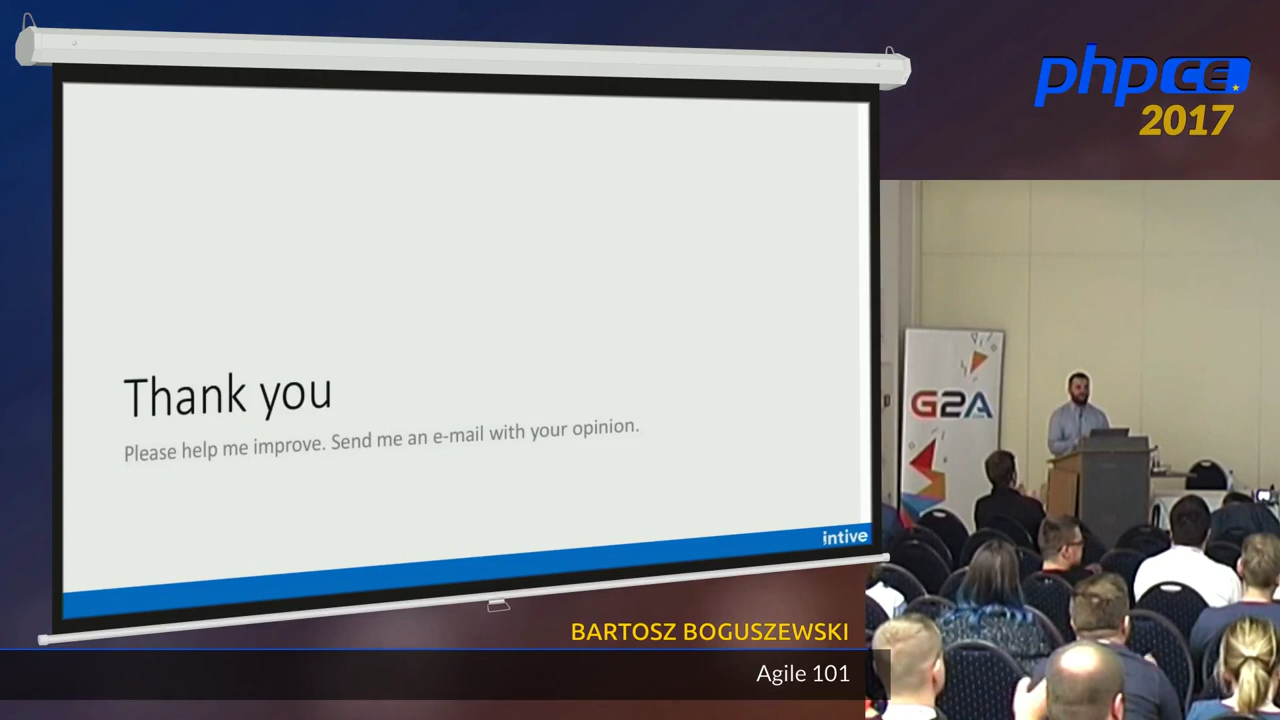 phpCE
2017
Thank you
Please help me improve. Send me an e-mail with your opinion.
intive
G2A
BARTOSZ BOGUSZEWSKI
Agile 101